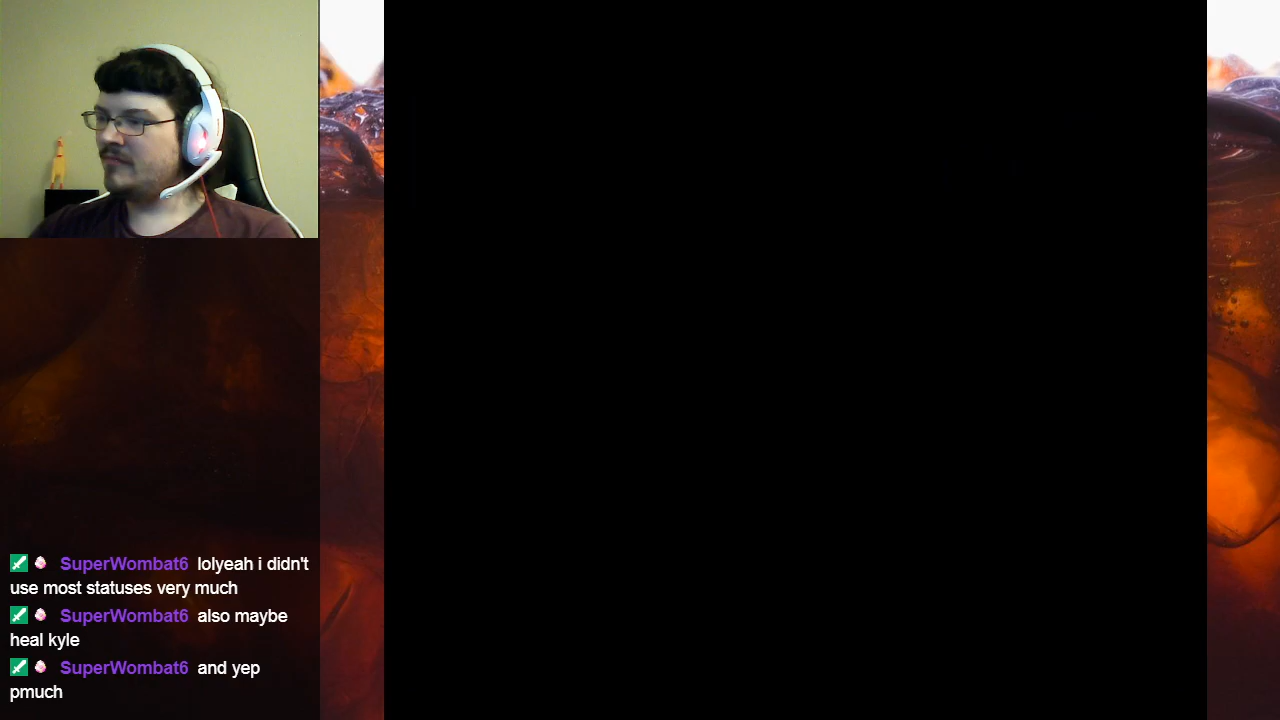 SuperWombat6 lolyeah i didn't
use most statuses very much
SuperWombat6 also maybe
heal kyle
SuperWombat6 and yep
pmuch